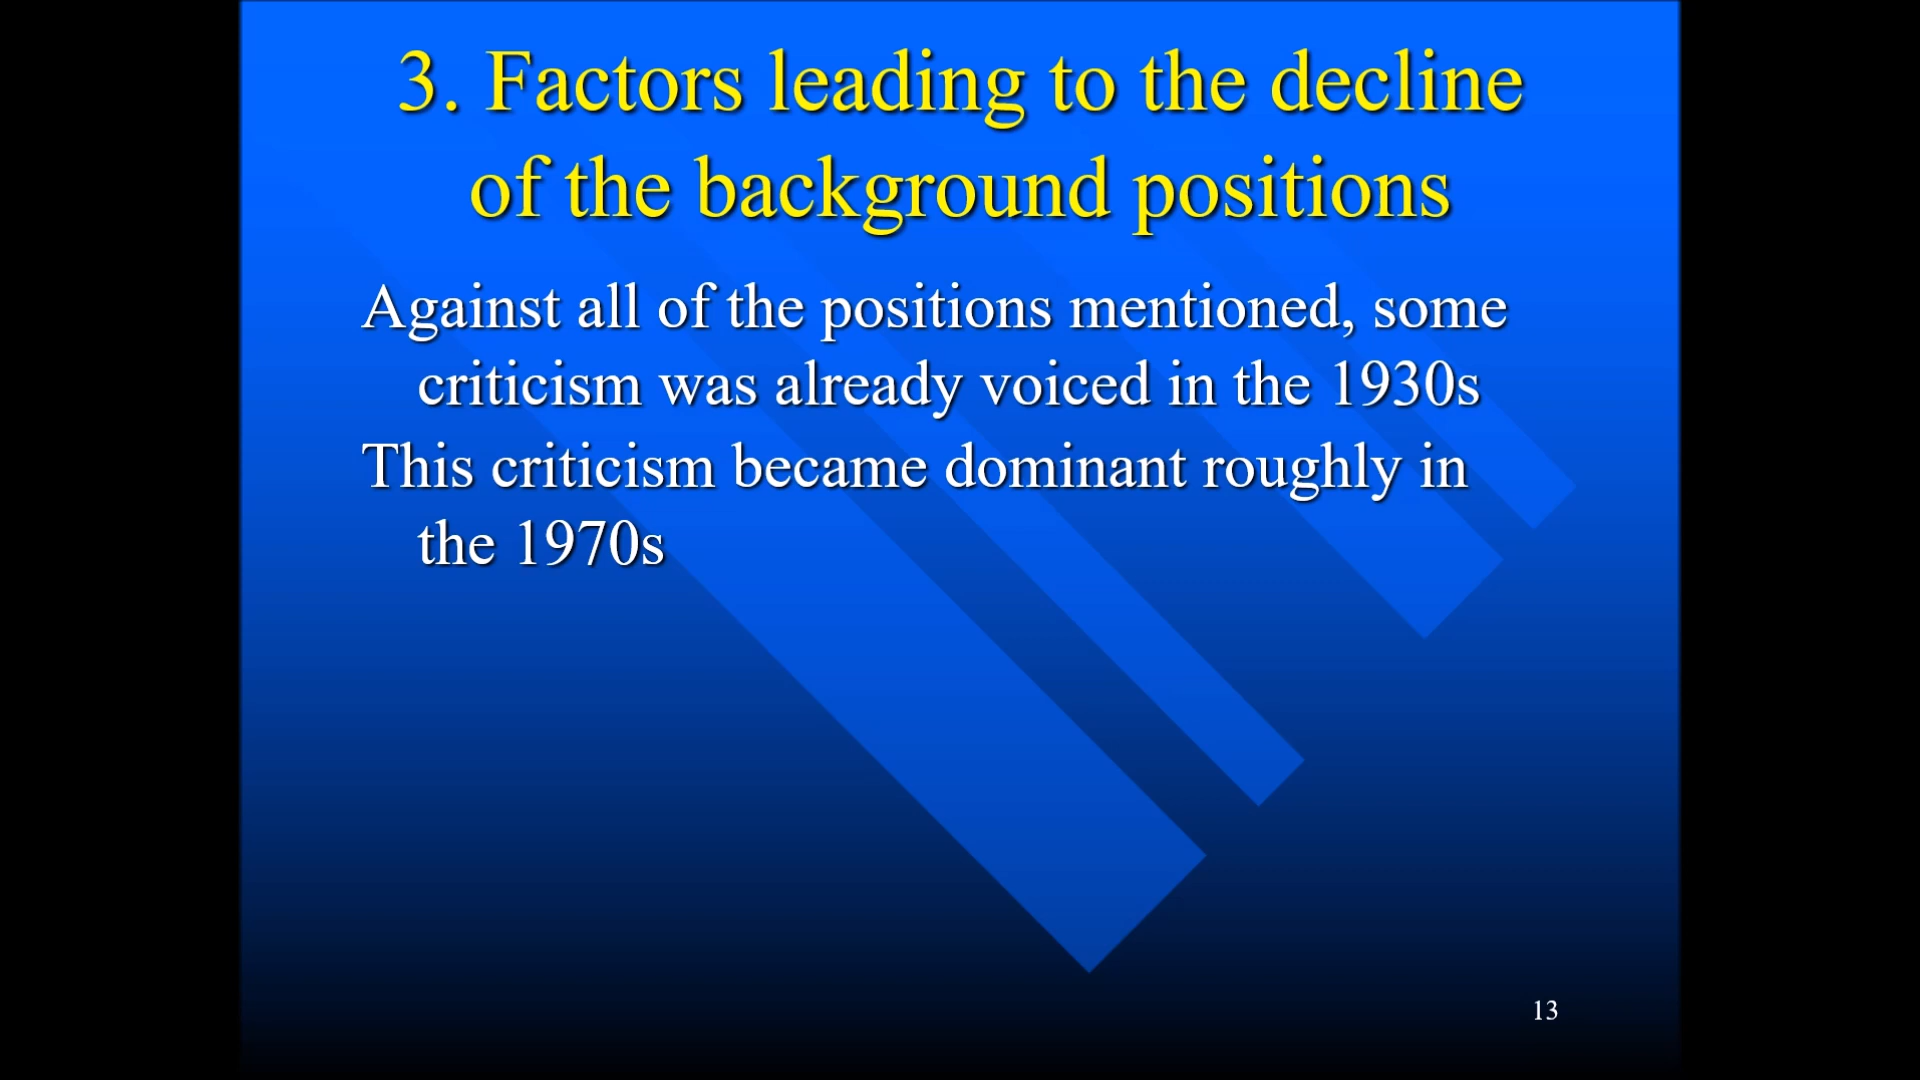 3. Factors leading to the decline
of the background positions
Against all of the positions mentioned, some
criticism was already voiced in the 1930s
This criticism became dominant roughly in
the 1970s
13